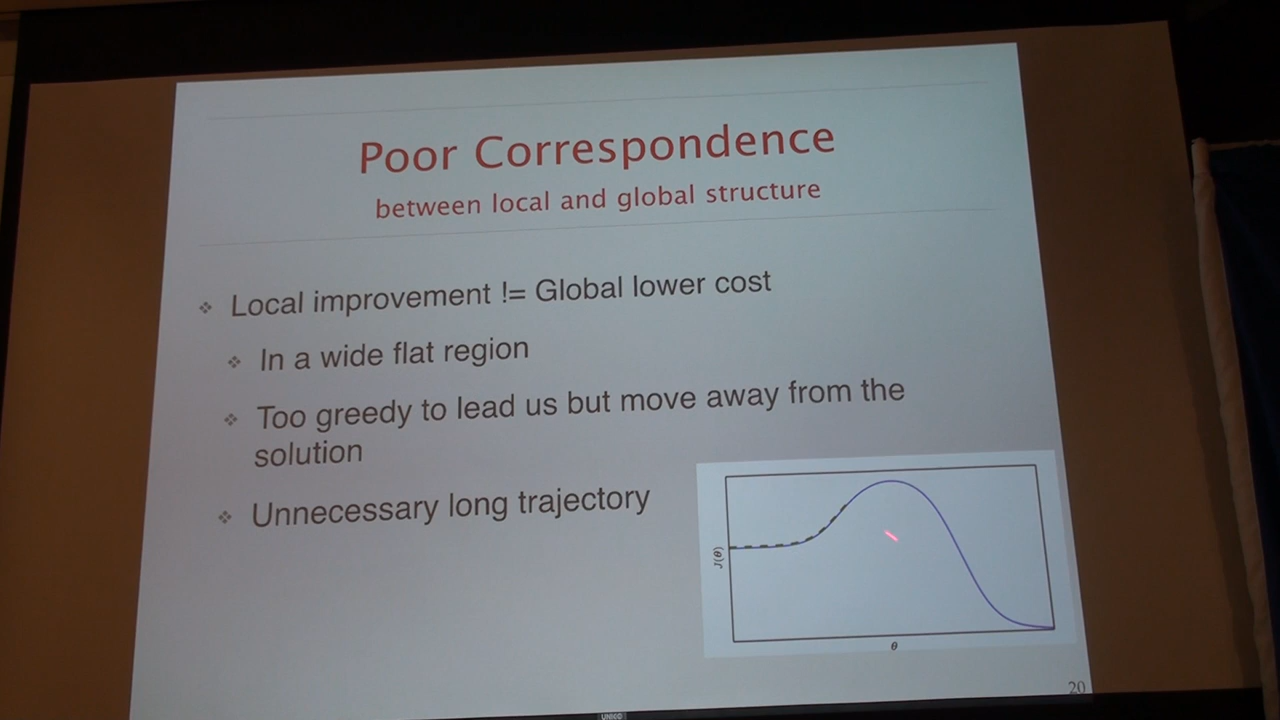 Poor Correspondence
between local and global structure
Local improvement != Global lower cost
In a wide flat region
Too greedy to lead us but move away from the
solution
Unnecessary long trajectory
J(θ)
θ
20
UNICO